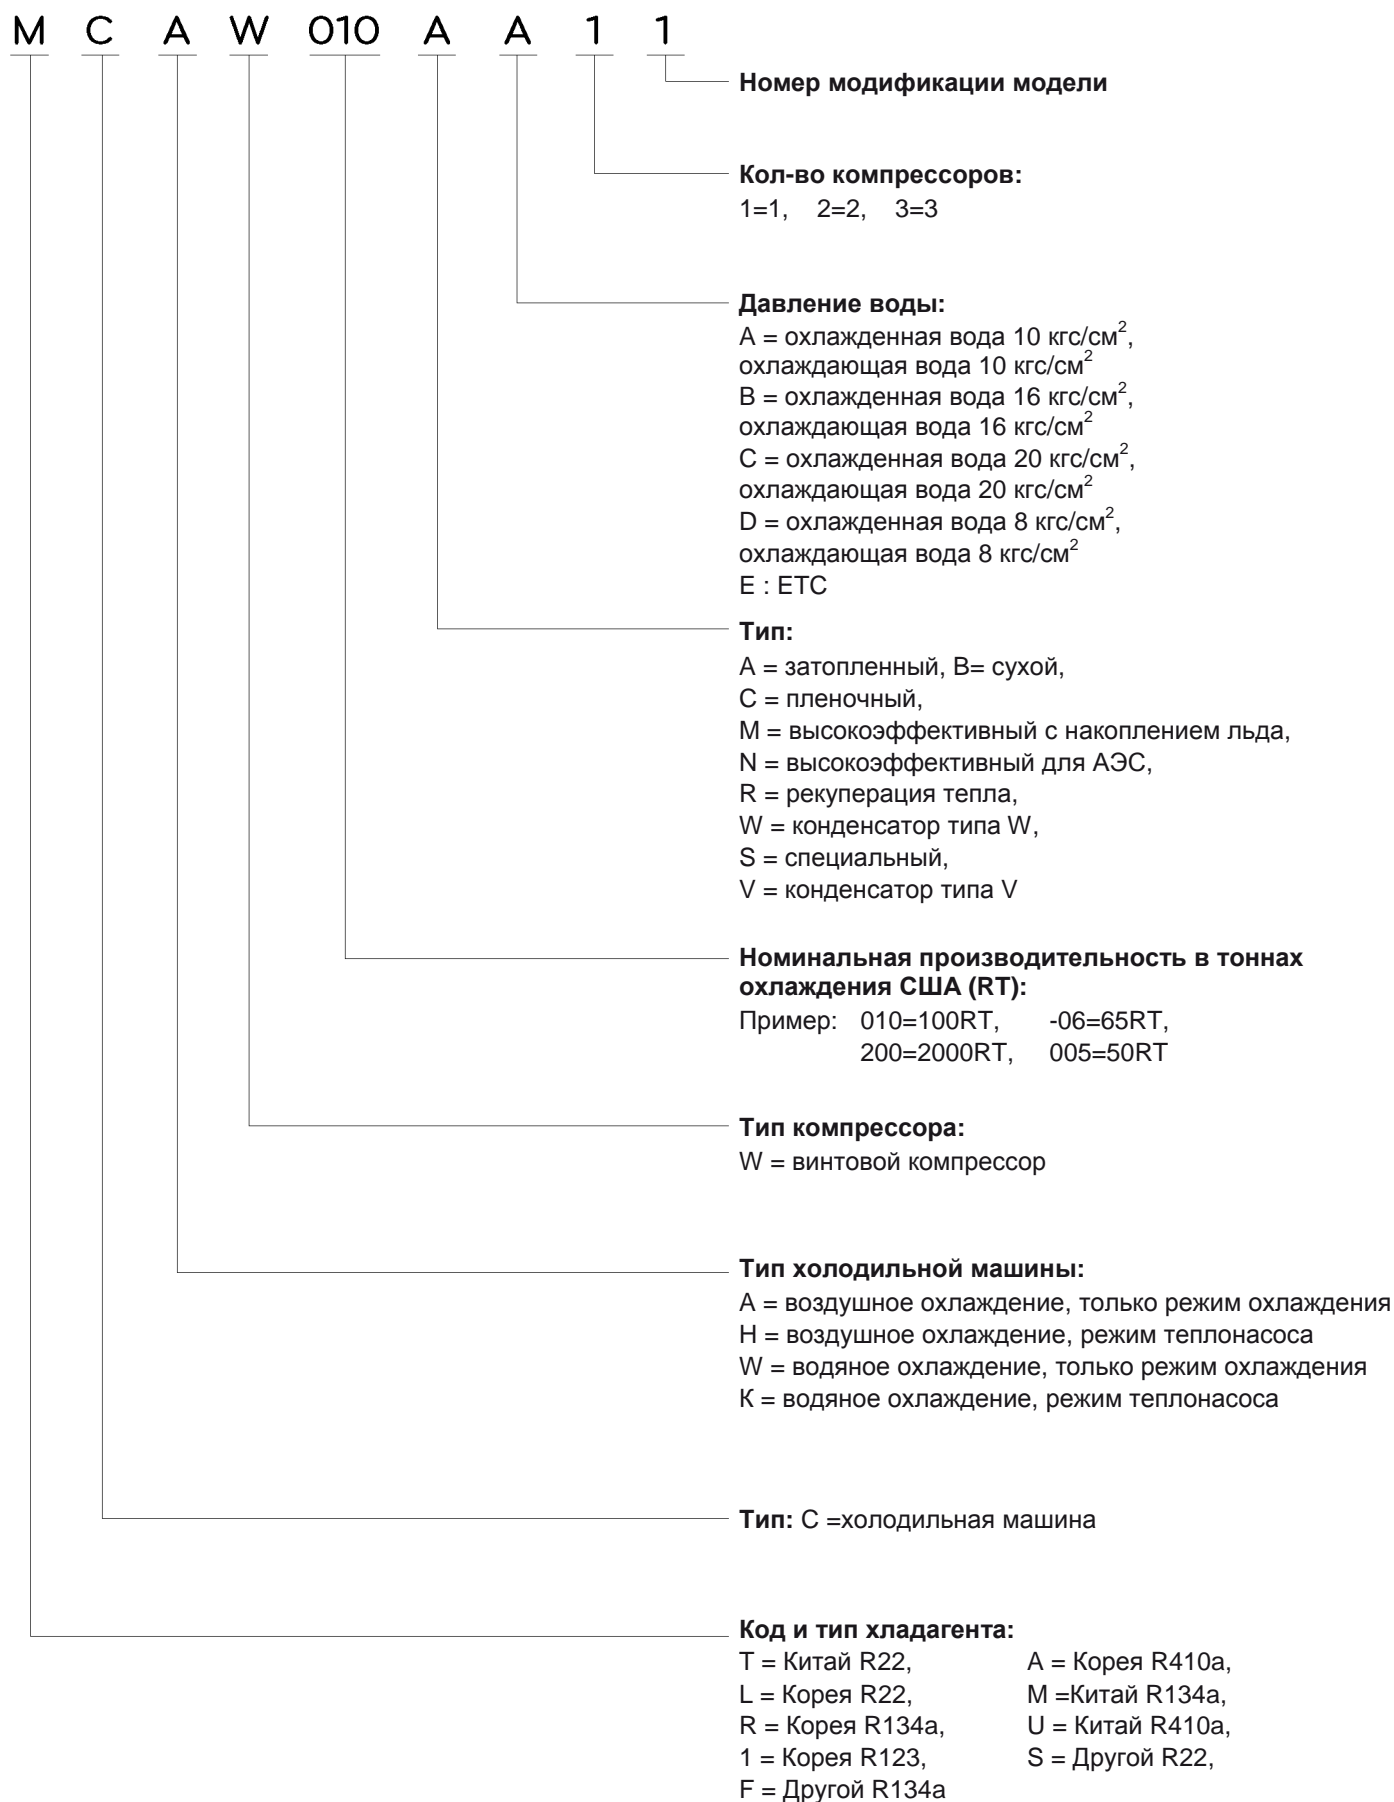 M C A W 010 A A 1 1
Номер модификации модели
Кол-во компрессоров:
1=1, 2=2, 3=3
Давление воды:
A = охлажденная вода 10 кгс/см²,
охлаждающая вода 10 кгс/см²
B = охлажденная вода 16 кгс/см²,
охлаждающая вода 16 кгс/см²
C = охлажденная вода 20 кгс/см²,
охлаждающая вода 20 кгс/см²
D = охлажденная вода 8 кгс/см²,
охлаждающая вода 8 кгс/см²
E : ETC
Тип:
A = затопленный, B= сухой,
C = пленочный,
M = высокоэффективный с накоплением льда,
N = высокоэффективный для АЭС,
R = рекуперация тепла,
W = конденсатор типа W,
S = специальный,
V = конденсатор типа V
Номинальная производительность в тоннах
охлаждения США (RT):
Пример: 010=100RT, -06=65RT,
200=2000RT, 005=50RT
Тип компрессора:
W = винтовой компрессор
Тип холодильной машины:
A = воздушное охлаждение, только режим охлаждения
H = воздушное охлаждение, режим теплонасоса
W = водяное охлаждение, только режим охлаждения
К = водяное охлаждение, режим теплонасоса
Тип: C =холодильная машина
Код и тип хладагента:
T = Китай R22, A = Корея R410a,
L = Корея R22, M =Китай R134a,
R = Корея R134a, U = Китай R410a,
1 = Корея R123, S = Другой R22,
F = Другой R134a